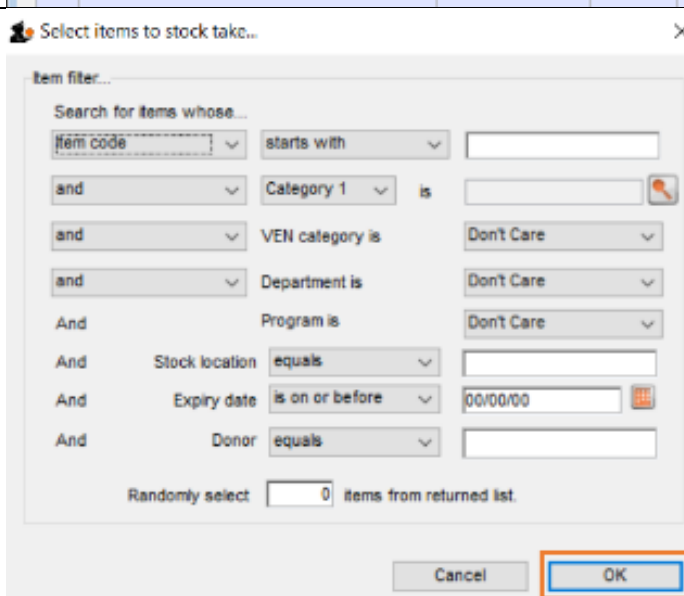 Select items to stock take...
Item filter...
Search for items whose...
Item code starts with
and Category 1 is
and VEN category is Don't Care
and Department is Don't Care
And Program is Don't Care
And Stock location equals
And Expiry date is on or before 00/00/00
And Donor equals
Randomly select 0 items from returned list.
Cancel OK